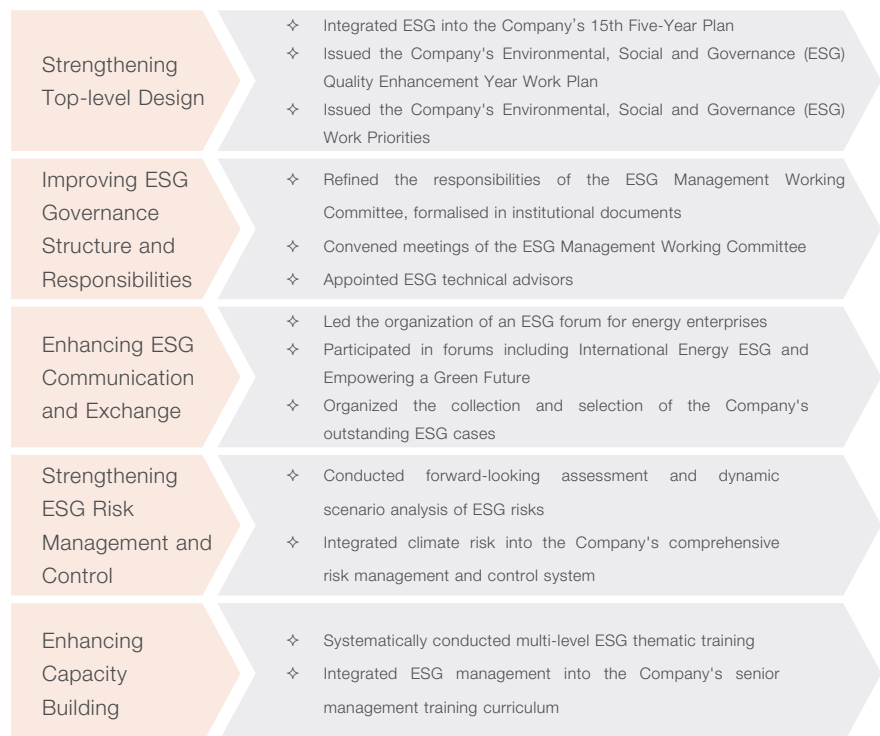 Strengthening
Top-level Design
✧ Integrated ESG into the Company's 15th Five-Year Plan
✧ Issued the Company's Environmental, Social and Governance (ESG)
Quality Enhancement Year Work Plan
✧ Issued the Company's Environmental, Social and Governance (ESG)
Work Priorities
Improving ESG
Governance
Structure and
Responsibilities
✧ Refined the responsibilities of the ESG Management Working
Committee, formalised in institutional documents
✧ Convened meetings of the ESG Management Working Committee
✧ Appointed ESG technical advisors
Enhancing ESG
Communication
and Exchange
✧ Led the organization of an ESG forum for energy enterprises
✧ Participated in forums including International Energy ESG and
Empowering a Green Future
✧ Organized the collection and selection of the Company's
outstanding ESG cases
Strengthening
ESG Risk
Management and
Control
✧ Conducted forward-looking assessment and dynamic
scenario analysis of ESG risks
✧ Integrated climate risk into the Company's comprehensive
risk management and control system
Enhancing
Capacity
Building
✧ Systematically conducted multi-level ESG thematic training
✧ Integrated ESG management into the Company's senior
management training curriculum